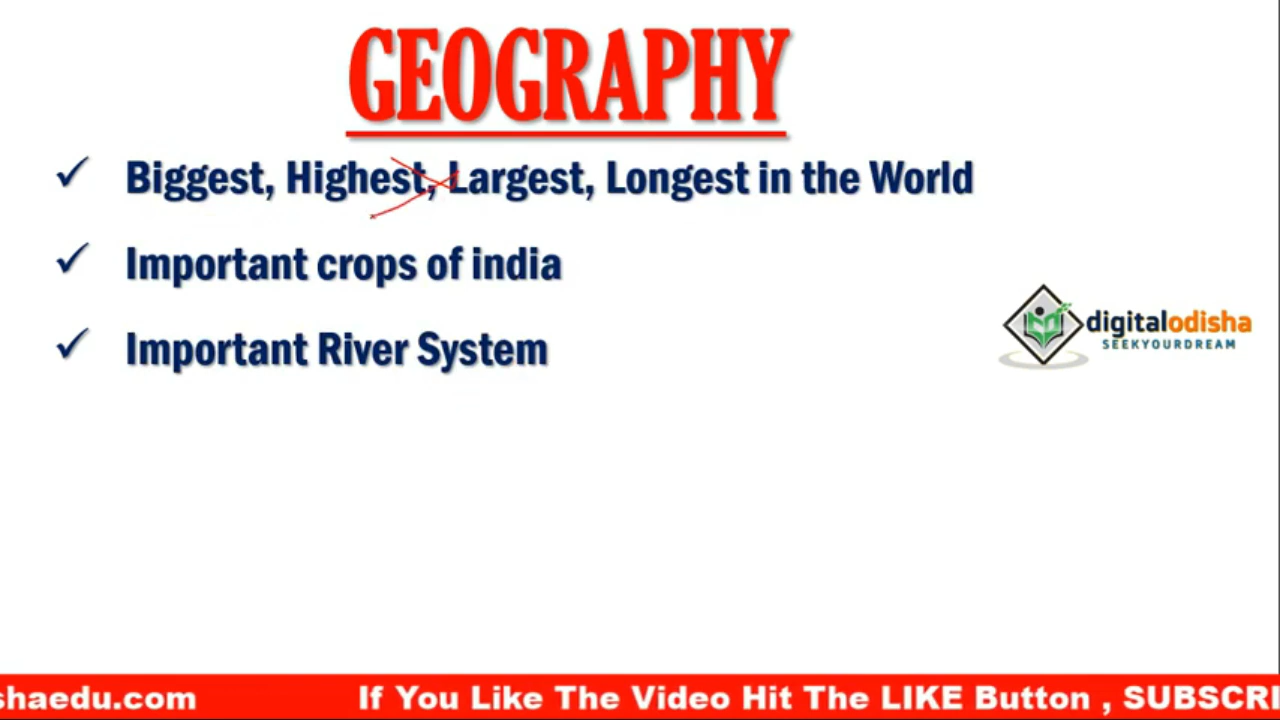 GEOGRAPHY
✓ Biggest, Highest, Largest, Longest in the World
✓ Important crops of india
✓ Important River System
digitalodisha
SEEKYOURDREAM
shaedu.com If You Like The Video Hit The LIKE Button , SUBSCRI